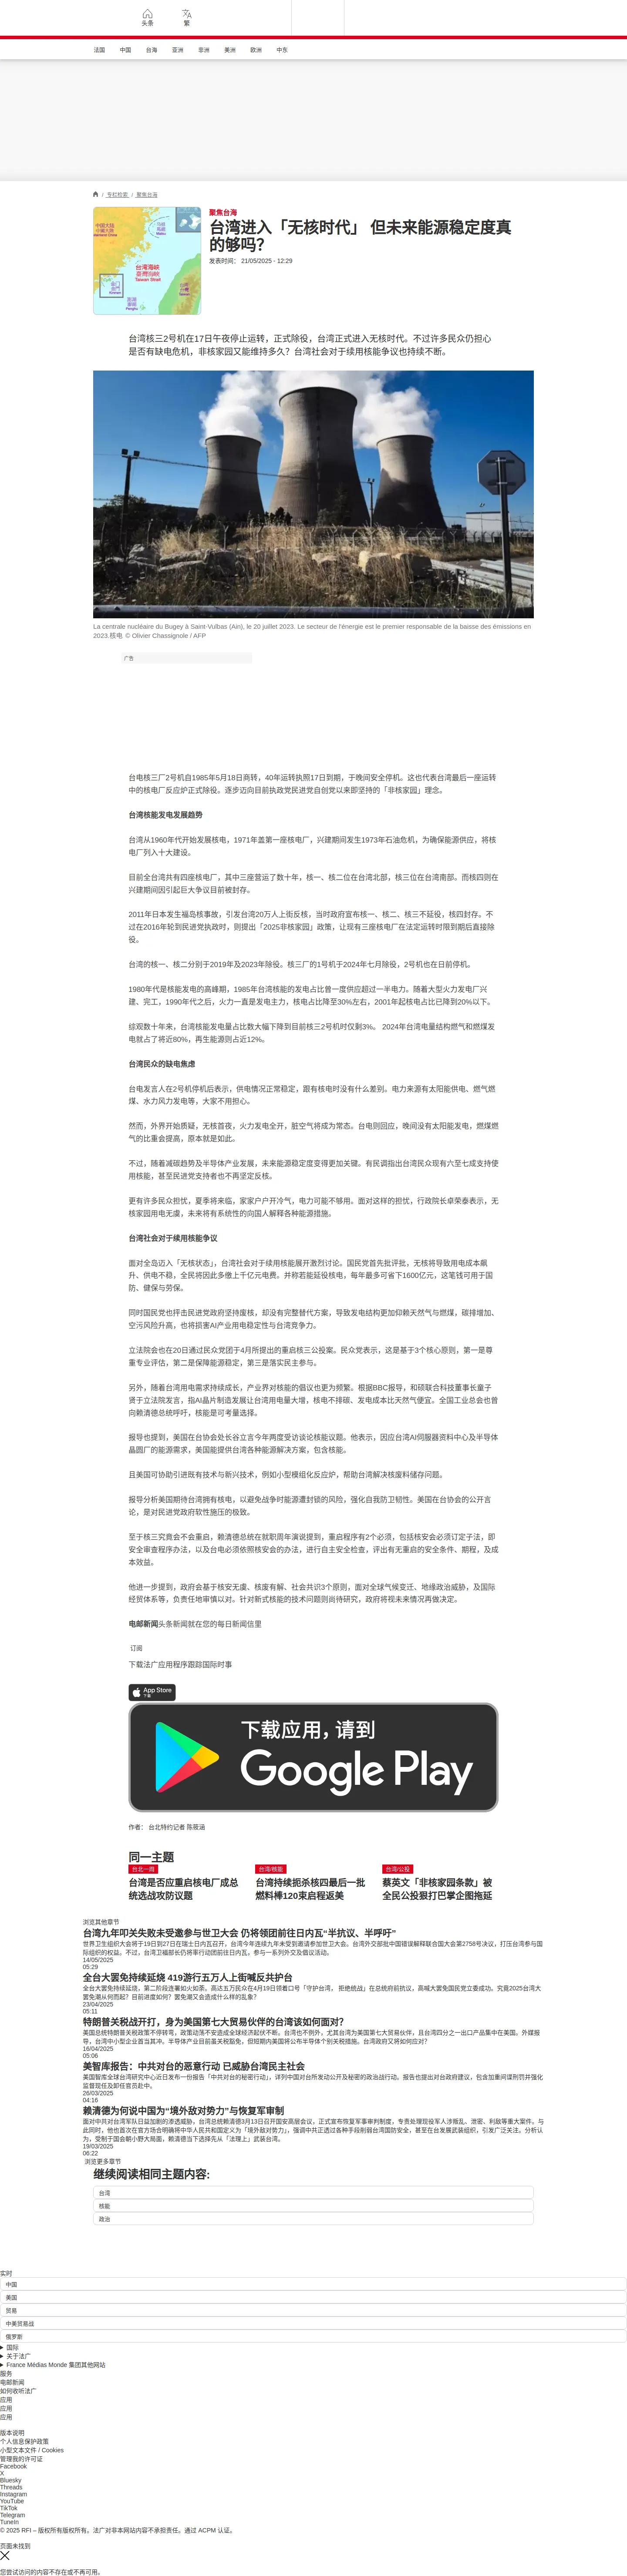 头条
繁
法国
中国
台海
亚洲
非洲
美洲
欧洲
中东
/ 专栏检索 / 聚焦台海
聚焦台海
台湾进入「无核时代」 但未来能源稳定度真
的够吗？
发表时间： 21/05/2025 - 12:29
台湾海峡
Taiwan Strait
台湾核三2号机在17日午夜停止运转，正式除役，台湾正式进入无核时代。不过许多民众仍担心
是否有缺电危机，非核家园又能维持多久？台湾社会对于续用核能争议也持续不断。
La centrale nucléaire du Bugey à Saint-Vulbas (Ain), le 20 juillet 2023. Le secteur de l'énergie est le premier responsable de la baisse des émissions en
2023.核电 © Olivier Chassignole / AFP
广告
台电核三厂2号机自1985年5月18日商转，40年运转执照17日到期，于晚间安全停机。这也代表台湾最后一座运转
中的核电厂反应炉正式除役。逐步迈向目前执政党民进党自创党以来即坚持的「非核家园」理念。
台湾核能发电发展趋势
台湾从1960年代开始发展核电，1971年盖第一座核电厂，兴建期间发生1973年石油危机，为确保能源供应，将核
电厂列入十大建设。
目前全台湾共有四座核电厂，其中三座营运了数十年，核一、核二位在台湾北部，核三位在台湾南部。而核四则在
兴建期间因引起巨大争议目前被封存。
2011年日本发生福岛核事故，引发台湾20万人上街反核，当时政府宣布核一、核二、核三不延役，核四封存。不
过在2016年轮到民进党执政时，则提出「2025非核家园」政策，让现有三座核电厂在法定运转时限到期后直接除
役。
台湾的核一、核二分别于2019年及2023年除役。核三厂的1号机于2024年七月除役，2号机也在日前停机。
1980年代是核能发电的高峰期，1985年台湾核能的发电占比曾一度供应超过一半电力。随着大型火力发电厂兴
建、完工，1990年代之后，火力一直是发电主力，核电占比降至30%左右，2001年起核电占比已降到20%以下。
综观数十年来，台湾核能发电量占比数大幅下降到目前核三2号机时仅剩3%。 2024年台湾电量结构燃气和燃煤发
电就占了将近80%，再生能源则占近12%。
台湾民众的缺电焦虑
台电发言人在2号机停机后表示，供电情况正常稳定，跟有核电时没有什么差别。电力来源有太阳能供电、燃气燃
煤、水力风力发电等，大家不用担心。
然而，外界开始质疑，无核首夜，火力发电全开，脏空气将成为常态。台电则回应，晚间没有太阳能发电，燃煤燃
气的比重会提高，原本就是如此。
不过，随着减碳趋势及半导体产业发展，未来能源稳定度变得更加关键。有民调指出台湾民众现有六至七成支持使
用核能，甚至民进党支持者也不再坚定反核。
更有许多民众担忧，夏季将来临，家家户户开冷气，电力可能不够用。面对这样的担忧，行政院长卓荣泰表示，无
核家园用电无虞，未来将有系统性的向国人解释各种能源措施。
台湾社会对于续用核能争议
面对全岛迈入「无核状态」，台湾社会对于续用核能展开激烈讨论。国民党首先批评批，无核将导致用电成本飙
升、供电不稳，全民将因此多缴上千亿元电费。并称若能延役核电，每年最多可省下1600亿元，这笔钱可用于国
防、健保与劳保。
同时国民党也抨击民进党政府坚持废核，却没有完整替代方案，导致发电结构更加仰赖天然气与燃煤，碳排增加、
空污风险升高，也将损害AI产业用电稳定性与台湾竞争力。
立法院会也在20日通过民众党团于4月所提出的重启核三公投案。民众党表示，这是基于3个核心原则，第一是尊
重专业评估，第二是保障能源稳定，第三是落实民主参与。
另外，随着台湾用电需求持续成长，产业界对核能的倡议也更为频繁。根据BBC报导，和硕联合科技董事长童子
贤于立法院发言，指AI晶片制造发展让台湾用电量大增，核电不排碳、发电成本比天然气便宜。全国工业总会也曾
向赖清德总统呼吁，核能是可考量选择。
报导也提到，美国在台协会处长谷立言今年两度受访谈论核能议题。他表示，因应台湾AI伺服器资料中心及半导体
晶圆厂的能源需求，美国能提供台湾各种能源解决方案，包含核能。
且美国可协助引进既有技术与新兴技术，例如小型模组化反应炉，帮助台湾解决核废料储存问题。
报导分析美国期待台湾拥有核电，以避免战争时能源遭封锁的风险，强化自我防卫韧性。美国在台协会的公开言
论，是对民进党政府软性施压的极致。
至于核三究竟会不会重启，赖清德总统在就职周年演说提到，重启程序有2个必须，包括核安会必须订定子法，即
安全审查程序办法，以及台电必须依照核安会的办法，进行自主安全检查，评出有无重启的安全条件、期程，及成
本效益。
他进一步提到，政府会基于核安无虞、核废有解、社会共识3个原则，面对全球气候变迁、地缘政治威胁，及国际
经贸体系等，负责任地审慎以对。针对新式核能的技术问题则尚待研究，政府将视未来情况再做决定。
电邮新闻头条新闻就在您的每日新闻信里
订阅
下载法广应用程序跟踪国际时事
App Store
下载
下载应用，请到
Google Play
作者： 台北特约记者 陈筱涵
同一主题
台北一周
台湾是否应重启核电厂成总
统选战攻防议题
台湾/核能
台湾持续扼杀核四最后一批
燃料棒120束启程返美
台湾/公投
蔡英文「非核家园条款」被
全民公投狠打巴掌企图拖延
浏览其他章节
台湾九年叩关失败未受邀参与世卫大会 仍将领团前往日内瓦“半抗议、半呼吁”
世界卫生组织大会将于19日到27日在瑞士日内瓦召开，台湾今年连续九年未受到邀请参加世卫大会。台湾外交部批中国错误解释联合国大会第2758号决议，打压台湾参与国
际组织的权益。不过，台湾卫福部长仍将率行动团前往日内瓦，参与一系列外交及倡议活动。
14/05/2025
05:29
全台大罢免持续延烧 419游行五万人上街喊反共护台
全台大罢免持续延烧，第二阶段连署如火如荼。高达五万民众在4月19日领着口号「守护台湾， 拒绝统战」在总统府前抗议，高喊大罢免国民党立委成功。究竟2025台湾大
罢免潮从何而起？目前进度如何？罢免潮又会造成什么样的乱象？
23/04/2025
05:11
特朗普关税战开打，身为美国第七大贸易伙伴的台湾该如何面对？
美国总统特朗普关税政策不停转弯，政策动荡不安造成全球经济起伏不断。台湾也不例外，尤其台湾为美国第七大贸易伙伴，且台湾四分之一出口产品集中在美国。外媒报
导，台湾中小型企业首当其冲。半导体产业目前虽关税豁免，但短期内美国将公布半导体个别关税措施。台湾政府又将如何应对？
16/04/2025
05:06
美智库报告：中共对台的恶意行动 已威胁台湾民主社会
美国智库全球台湾研究中心近日发布一份报告「中共对台的秘密行动」，详列中国对台所发动公开及秘密的政治战行动。报告也提出对台政府建议，包含加重间谍刑罚并强化
监督现任及卸任官员赴中。
26/03/2025
04:16
赖清德为何说中国为“境外敌对势力”与恢复军审制
面对中共对台湾军队日益加剧的渗透威胁，台湾总统赖清德3月13日召开国安高层会议，正式宣布恢复军事审判制度，专责处理现役军人涉叛乱、泄密、利敌等重大案件。与
此同时，他也首次在官方场合明确将中华人民共和国定义为「境外敌对势力」，强调中共正透过各种手段削弱台湾国防安全，甚至在台发展武装组织，引发广泛关注。分析认
为，受制于国会朝小野大局面，赖清德当下选择先从「法理上」武装台湾。
19/03/2025
06:22
浏览更多章节
继续阅读相同主题内容:
台湾
核能
政治
实时
中国
美国
贸易
中美贸易战
俄罗斯
国际
关于法广
France Médias Monde 集团其他网站
服务
电邮新闻
如何收听法广
应用
应用
应用
版本说明
个人信息保护政策
小型文本文件 / Cookies
管理我的许可证
Facebook
X
Bluesky
Threads
Instagram
YouTube
TikTok
Telegram
TuneIn
© 2025 RFI – 版权所有版权所有。法广对非本网站内容不承担责任。通过 ACPM 认证。
页面未找到
您尝试访问的内容不存在或不再可用。